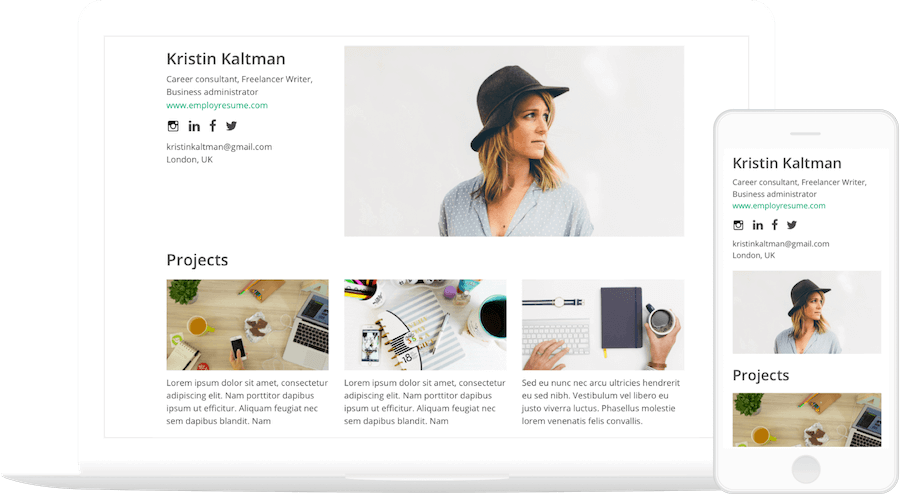 Kristin Kaltman
Career consultant, Freelancer Writer,
Business administrator
www.employresume.com
kristinkaltman@gmail.com
London, UK
Projects
Lorem ipsum dolor sit amet, consectetur
adipiscing elit. Nam porttitor dapibus
ipsum ut efficitur. Aliquam feugiat nec
sem dapibus blandit. Nam
Lorem ipsum dolor sit amet, consectetur
adipiscing elit. Nam porttitor dapibus
ipsum ut efficitur. Aliquam feugiat nec
sem dapibus blandit. Nam
Sed eu nunc nec arcu ultricies hendrerit
eu sed nibh. Vestibulum vel libero eu
justo viverra luctus. Phasellus molestie
lorem venenatis felis convallis.
Kristin Kaltman
Career consultant, Freelancer Writer,
Business administrator
www.employresume.com
kristinkaltman@gmail.com
London, UK
Projects